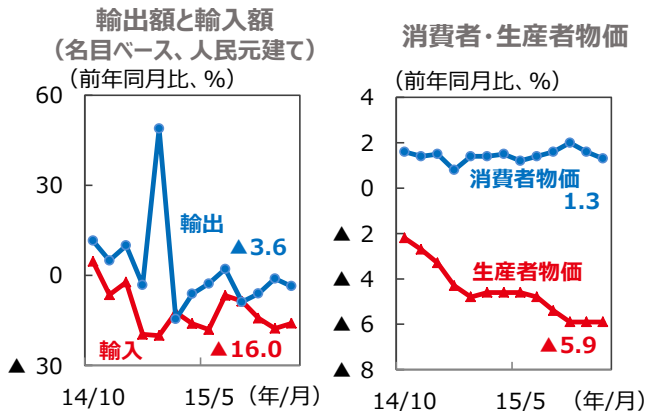 輸出額と輸入額
（名目ベース、人民元建て）
（前年同月比、%）
60
30
0
▲ 30
輸出
▲3.6
輸入
▲16.0
14/10
15/5
（年/月）
消費者・生産者物価
（前年同月比、%）
4
2
0
▲ 2
▲ 4
▲ 6
▲ 8
消費者物価
1.3
生産者物価
▲5.9
14/10
15/5
（年/月）